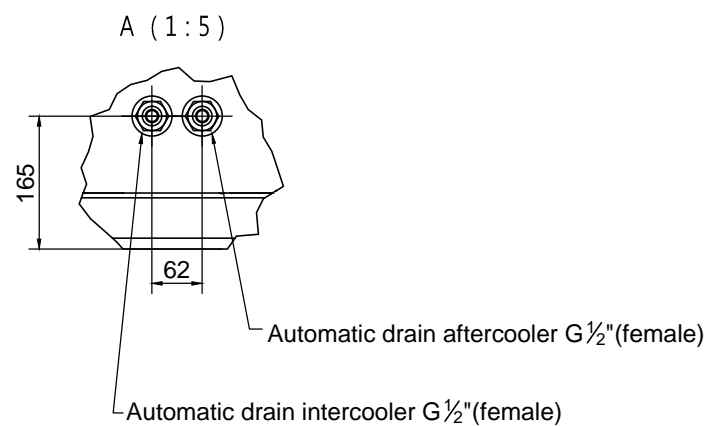 A (1:5)
165
62
Automatic drain aftercooler G½"(female)
Automatic drain intercooler G½"(female)